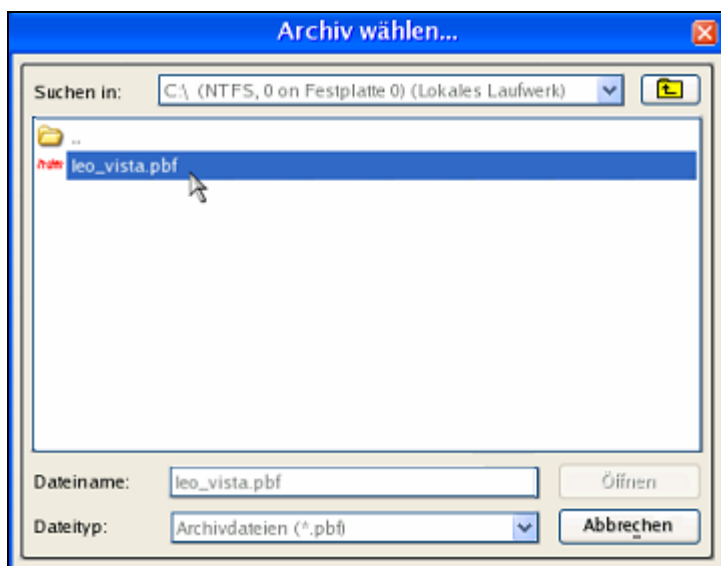 Archiv wählen...
Suchen in: C:\ (NTFS, 0 on Festplatte 0) (Lokales Laufwerk)
..
leo_vista.pbf
Dateiname: leo_vista.pbf Öffnen
Dateityp: Archivdateien (*.pbf) Abbrechen